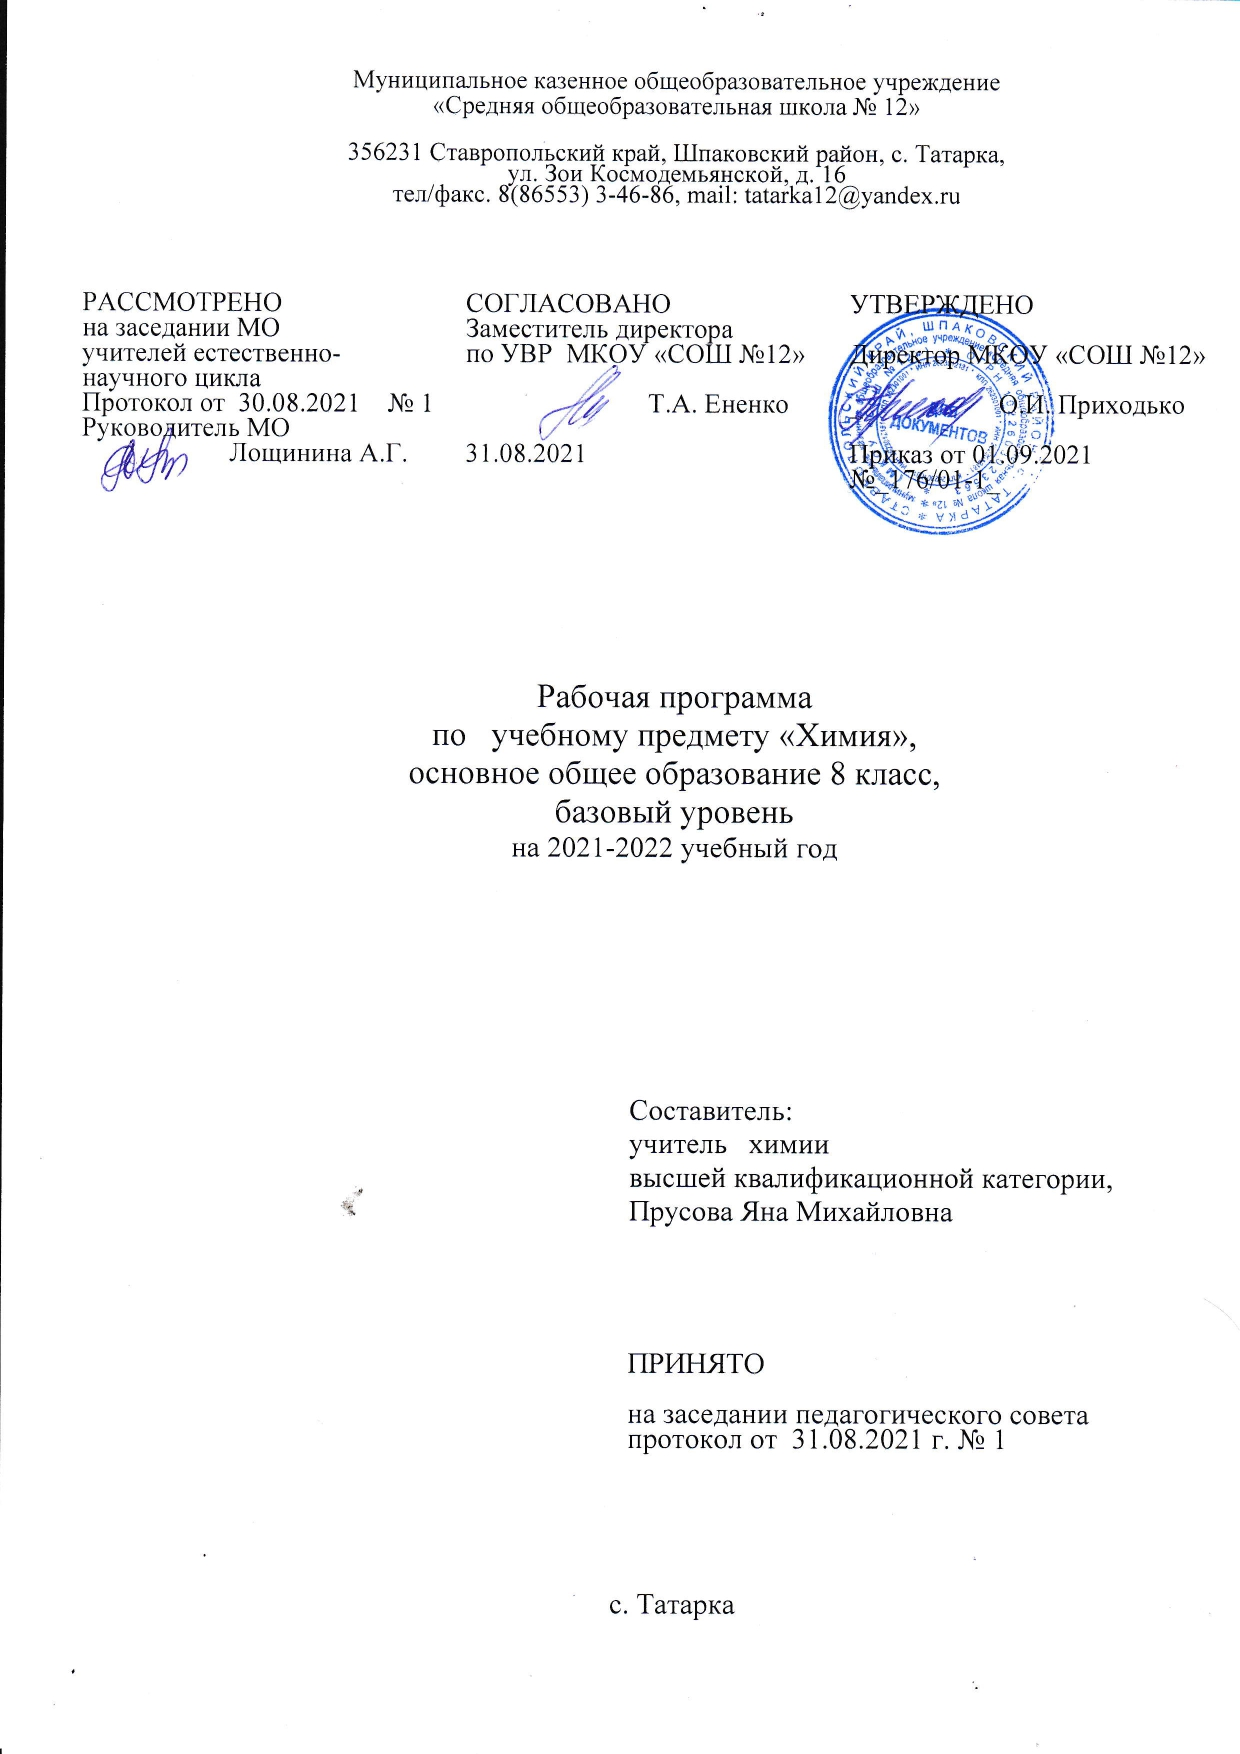 Муниципальное казенное общеобразовательное учреждение
«Средняя общеобразовательная школа № 12»
356231 Ставропольский край, Шпаковский район, с. Татарка,
ул. Зои Космодемьянской, д. 16
тел/факс. 8(86553) 3-46-86, mail: tatarka12@yandex.ru
РАССМОТРЕНО
на заседании МО
учителей естественно-
научного цикла
Протокол от 30.08.2021 № 1
Руководитель МО
Лощинина А.Г.
СОГЛАСОВАНО
Заместитель директора
по УВР МКОУ «СОШ №12»
Т.А. Ененко
31.08.2021
УТВЕРЖДЕНО
Директор МКОУ «СОШ №12»
О.И. Приходько
ДОКУМЕНТОВ
Приказ от 01.09.2021
№_176/01-1_
Рабочая программа
по учебному предмету «Химия»,
основное общее образование 8 класс,
базовый уровень
на 2021-2022 учебный год
Составитель:
учитель химии
высшей квалификационной категории,
Прусова Яна Михайловна
ПРИНЯТО
на заседании педагогического совета
протокол от 31.08.2021 г. № 1
с. Татарка